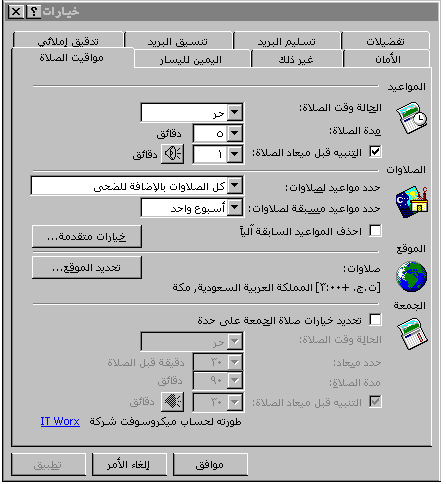 خيارات
تفضيلات تسليم البريد تنسيق البريد تدقيق إملائي
الأمان غير ذلك اليمين لليسار مواقيت الصلاة
المواعيد
الحالة وقت الصلاة: حر
مدة الصلاة: ٥ دقائق
التنبيه قبل ميعاد الصلاة: ١ دقائق
الصلاوات
حدد مواعيد لصلاوات: كل الصلاوات بالإضافة للضحى
حدد مواعيد مسبقة لصلاوات: أسبوع واحد
احذف المواعيد السابقة آلياً خيارات متقدمة...
الموقع
صلاوات: تحديد الموقع...
[ت.ج. +٣:٠٠] المملكة العربية السعودية, مكة
الجمعة
تحديد خيارات صلاة الجمعة على حدة
الحالة وقت الصلاة: حر
حدد ميعاد: ٣٠ دقيقة قبل الصلاة
مدة الصلاة: ٩٠ دقائق
التنبيه قبل ميعاد الصلاة: ٣٠ دقائق
طورته لحساب ميكروسوفت شركة IT Worx
موافق إلغاء الأمر تطبيق